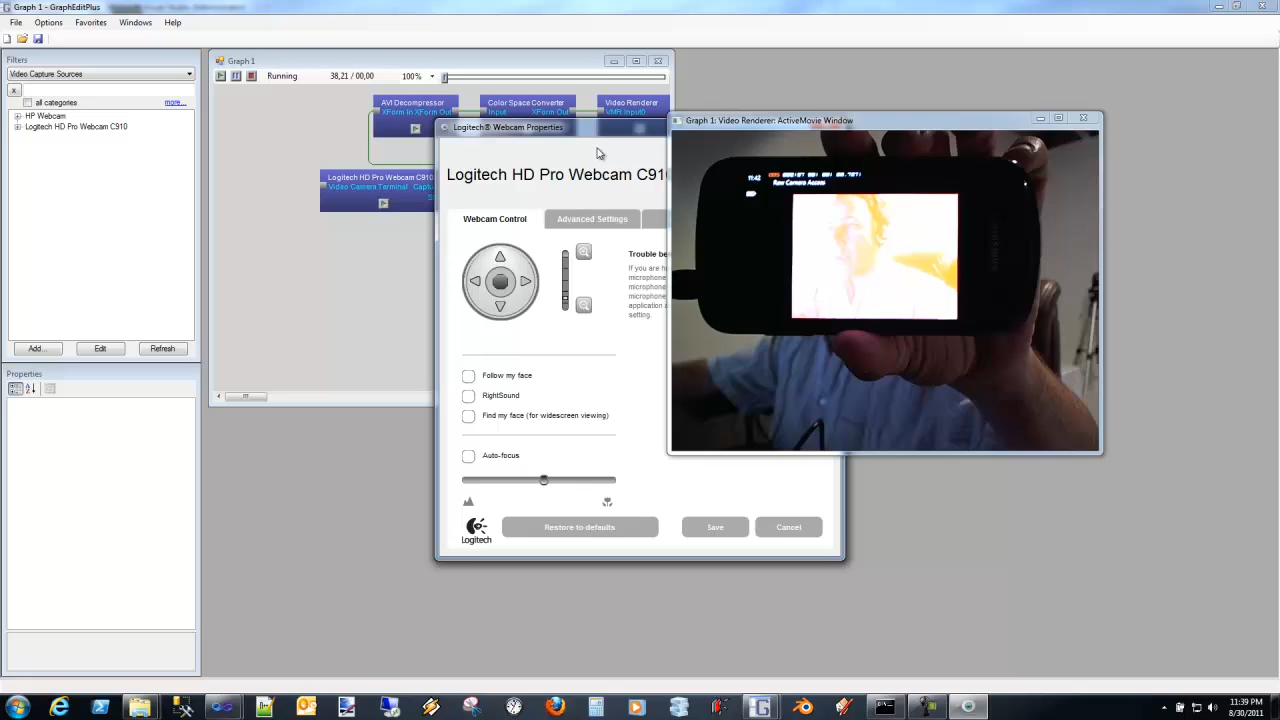 Graph 1 - GraphEditPlus
File Options Favorites Windows Help
Filters
Video Capture Sources
x
all categories more...
HP Webcam
Logitech HD Pro Webcam C910
Add... Edit Refresh
Properties
Graph 1
Running 38,21 / 00,00 100%
AVI Decompressor
XForm In XForm Out
Color Space Converter
Input XForm Out
Video Renderer
VMR Input0
Logitech HD Pro Webcam C910
Video Camera Terminal Captu
Logitech® Webcam Properties
Logitech HD Pro Webcam C910
Webcam Control Advanced Settings
Trouble be
If you are h
microphone
microphone
microphone
application a
setting.
Follow my face
RightSound
Find my face (for widescreen viewing)
Auto-focus
Logitech
Restore to defaults Save Cancel
Graph 1: Video Renderer: ActiveMovie Window
11:42
Raw Camera Access
SAMSUNG
11:39 PM
8/30/2011